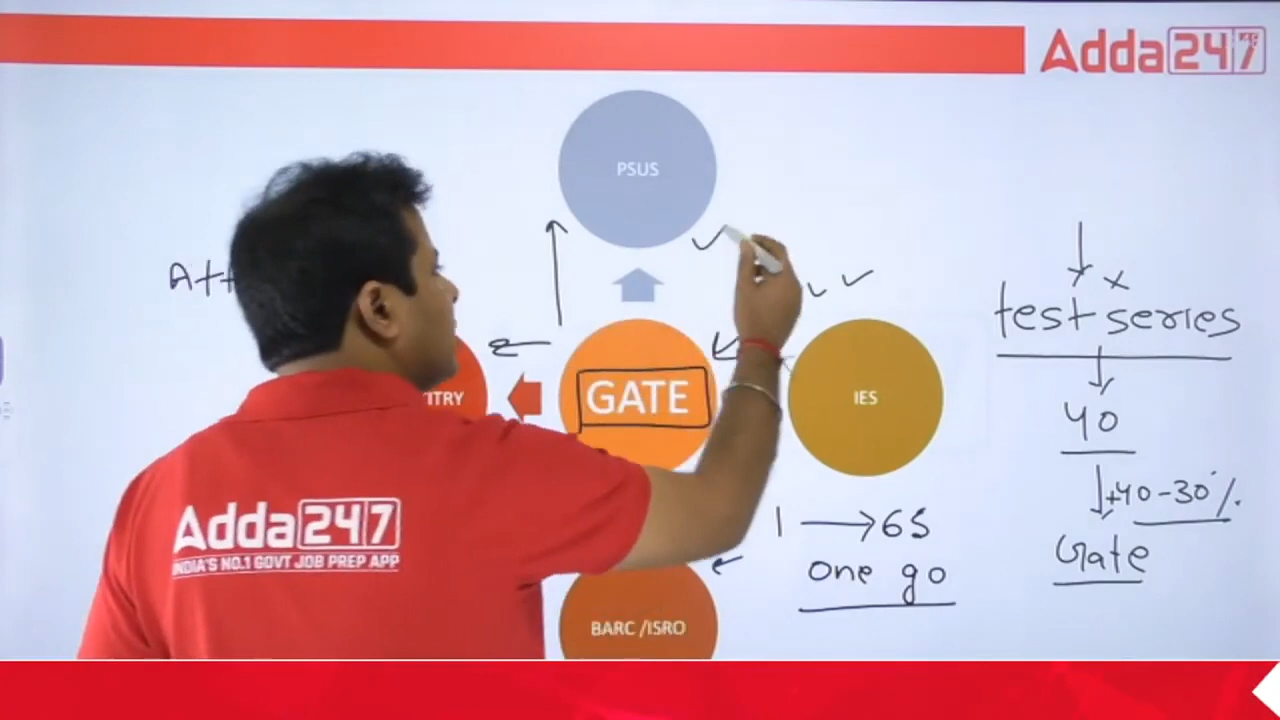 Adda247
PSUS
Att
test series
x
GATE
IES
40
+40-30%.
1 → 65
Gate
one go
BARC /ISRO
Adda247
INDIA'S NO.1 GOVT JOB PREP APP